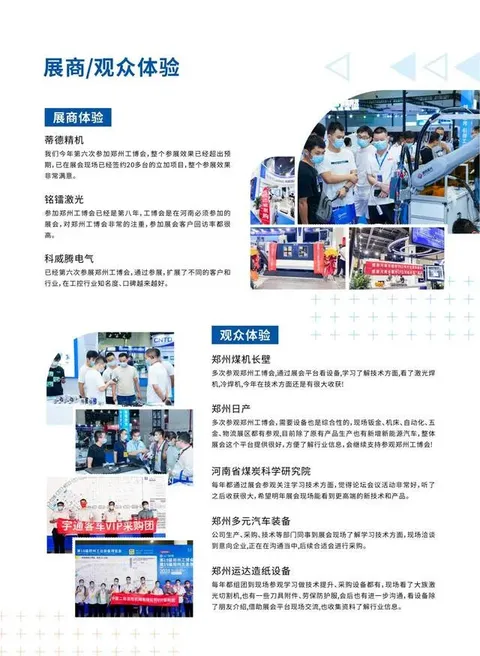 展商/观众体验
展商体验
蒂德精机
我们今年第六次参加郑州工博会,整个参展效果已经超出预
期,已在展会现场已经签约20多台的立加项目,整个参展效果
非常满意。
铭镭激光
参加郑州工博会已经是第八年,工博会是在河南必须参加的
展会,对郑州工博会非常的注重,参加展会客户回访率都很
高。
科威腾电气
已经第六次参展郑州工博会,通过参展,扩展了不同的客户和
行业,在工控行业知名度、口碑越来越好。
观众体验
郑州煤机长壁
多次参观郑州工博会,通过展会平台看设备,学习了解技术方面,看了激光焊
机,冷焊机,今年在技术方面还是有很大收获!
郑州日产
多次参观郑州工博会,需要设备也是综合性的,现场钣金、机床、自动化、五
金、物流展区都有参观,目前除了原有产品生产也有新增新能源汽车,整体
展会这个平台提供很好,方便了解行业信息,会继续支持参观郑州工博会!
河南省煤炭科学研究院
每年都通过展会参观关注学习技术方面,觉得论坛会议活动非常好,听了
之后收获很大,希望明年展会现场能看到更高端的新技术和产品。
郑州多元汽车装备
公司生产、采购、技术等部门同事到展会现场了解学习技术方面,现场洽谈
到意向企业,正在在沟通当中,后续合适会进行采购。
郑州运达造纸设备
每年都组团到现场参观学习做技术提升、采购设备都有,现场看了大族激
光切割机,也有一些刀具附件、劳保防护服,会后也有进一步沟通,看设备除
了朋友介绍,借助展会平台现场交流,也收集资料了解行业信息。
宇通客车VIP采购团